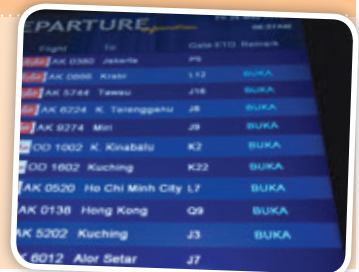 DEPARTURE Information
Flight To Gate ETD Remark
AK 0380 Jakarta P5
AK 0866 Krabi L12 BUKA
AK 5744 Tawau J16 BUKA
AK 6224 K. Terengganu J8 BUKA
AK 9274 Miri J9 BUKA
OD 1002 K. Kinabalu K2 BUKA
OD 1602 Kuching K22 BUKA
AK 0520 Ho Chi Minh City L7 BUKA
AK 0138 Hong Kong Q9 BUKA
AK 5202 Kuching J3 BUKA
6012 Alor Setar J7